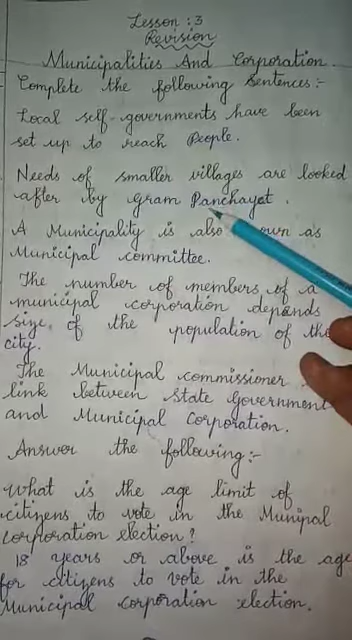 Lesson : 3
Revision
Municipalities And Corporation.
Complete the following sentences:-
Local self-governments have been
set up to reach People.
Needs of smaller villages are looked
after by gram Panchayat.
A Municipality is also as
Municipal committee.
The number of members of a
municipal corporation depends
size of the population of the
city.
The Municipal commissioner
link between State Government
and Municipal Corporation.
Answer the following:-
What is the age limit of
citizens to vote in the Munipal
corporation election?
18 years or above is the age
for citizens to vote in the
Municipal corporation election.